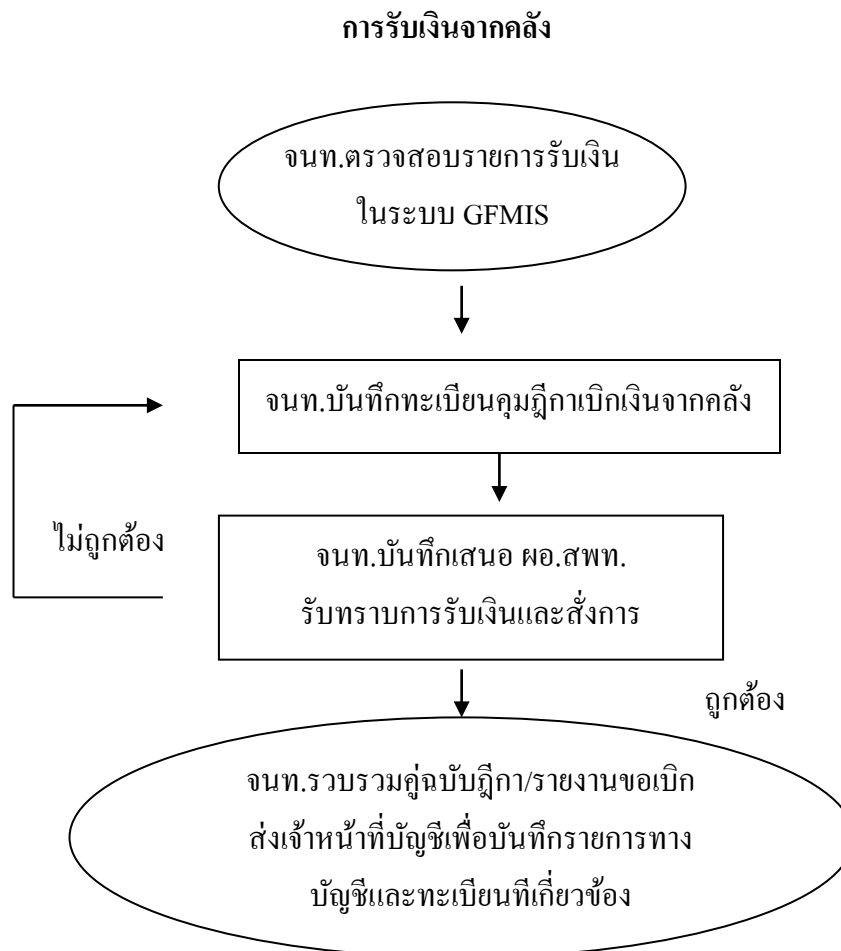 การรับเงินจากคลัง
จนท.ตรวจสอบรายการรับเงิน
ในระบบ GFMIS
จนท.บันทึกทะเบียนคุมฎีกาเบิกเงินจากคลัง
ไม่ถูกต้อง
จนท.บันทึกเสนอ ผอ.สพท.
รับทราบการรับเงินและสั่งการ
ถูกต้อง
จนท.รวบรวมคู่ฉบับฎีกา/รายงานขอเบิก
ส่งเจ้าหน้าที่บัญชีเพื่อบันทึกรายการทาง
บัญชีและทะเบียนทีเกี่ยวข้อง